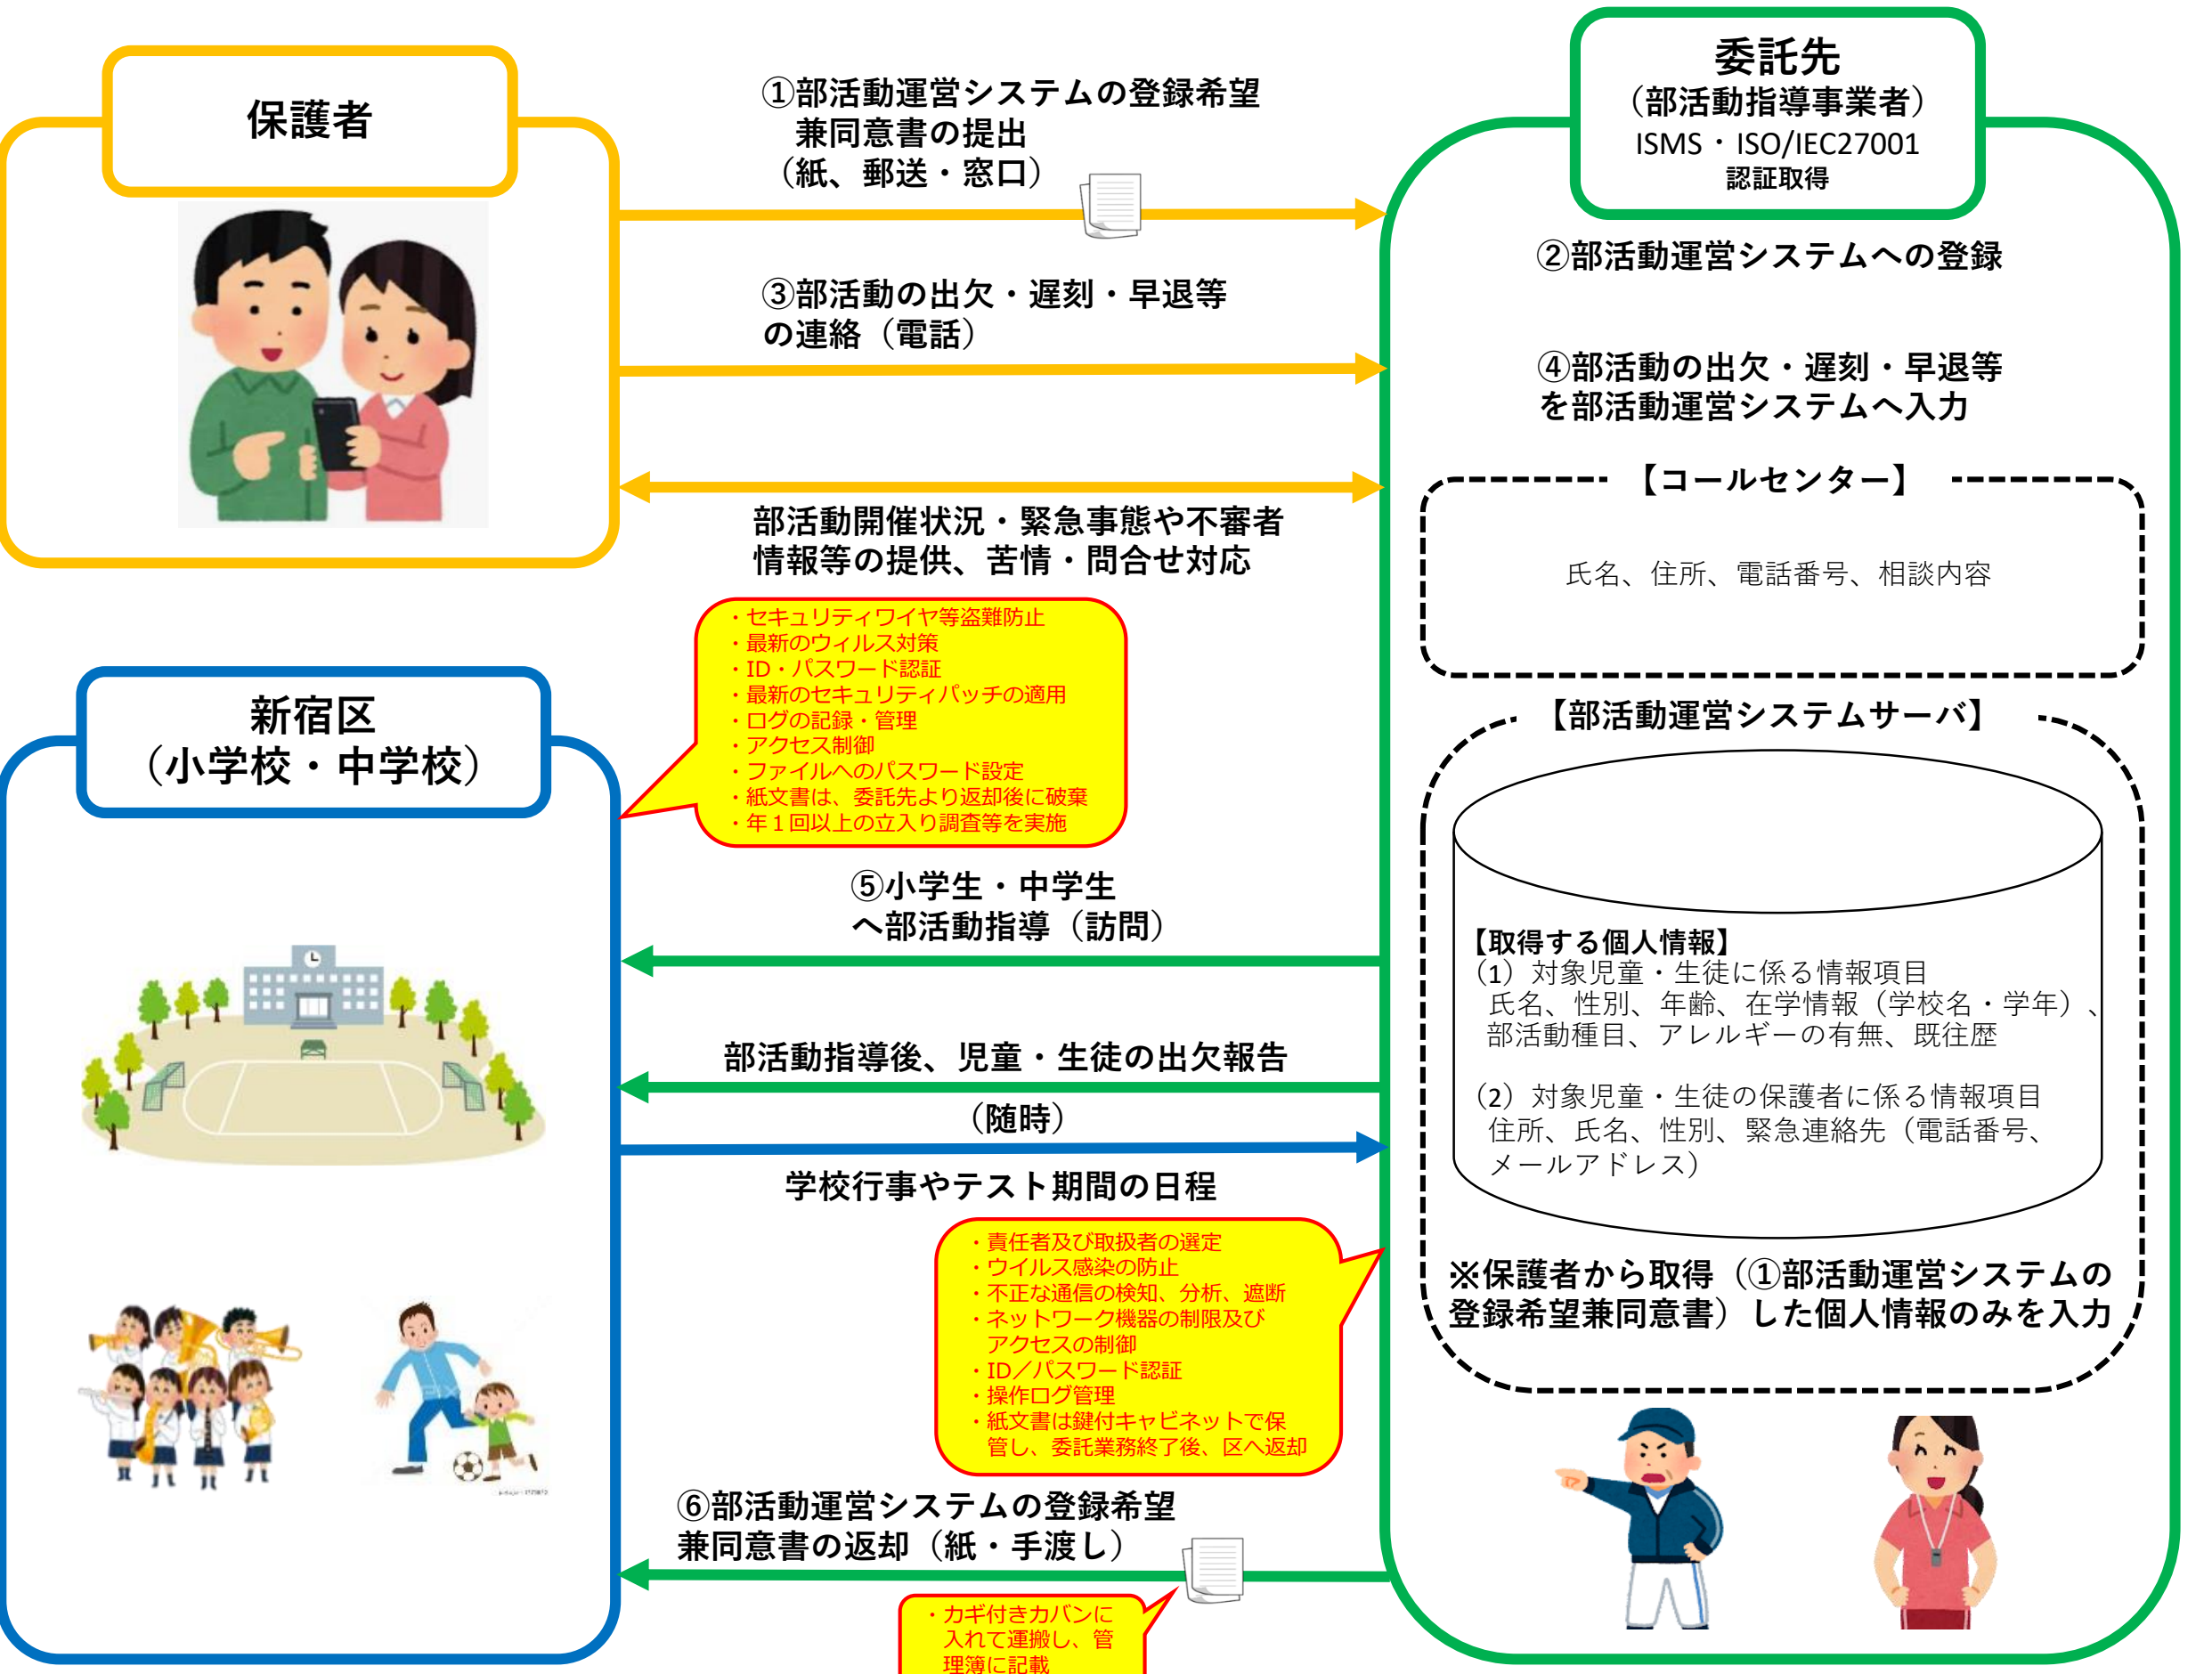 保護者
①部活動運営システムの登録希望
兼同意書の提出
（紙、郵送・窓口）
③部活動の出欠・遅刻・早退等
の連絡（電話）
部活動開催状況・緊急事態や不審者
情報等の提供、苦情・問合せ対応
委託先
（部活動指導事業者）
ISMS・ISO/IEC27001
認証取得
②部活動運営システムへの登録
④部活動の出欠・遅刻・早退等
を部活動運営システムへ入力
【コールセンター】
氏名、住所、電話番号、相談内容
・セキュリティワイヤ等盗難防止
・最新のウィルス対策
・ID・パスワード認証
・最新のセキュリティパッチの適用
・ログの記録・管理
・アクセス制御
・ファイルへのパスワード設定
・紙文書は、委託先より返却後に破棄
・年１回以上の立入り調査等を実施
新宿区
（小学校・中学校）
⑤小学生・中学生
へ部活動指導（訪問）
部活動指導後、児童・生徒の出欠報告
（随時）
学校行事やテスト期間の日程
【部活動運営システムサーバ】
【取得する個人情報】
（1）対象児童・生徒に係る情報項目
氏名、性別、年齢、在学情報（学校名・学年）、
部活動種目、アレルギーの有無、既往歴
（2）対象児童・生徒の保護者に係る情報項目
住所、氏名、性別、緊急連絡先（電話番号、
メールアドレス）
※保護者から取得（①部活動運営システムの
登録希望兼同意書）した個人情報のみを入力
・責任者及び取扱者の選定
・ウイルス感染の防止
・不正な通信の検知、分析、遮断
・ネットワーク機器の制限及び
アクセスの制御
・ID／パスワード認証
・操作ログ管理
・紙文書は鍵付キャビネットで保
管し、委託業務終了後、区へ返却
⑥部活動運営システムの登録希望
兼同意書の返却（紙・手渡し）
・カギ付きカバンに
入れて運搬し、管
理簿に記載